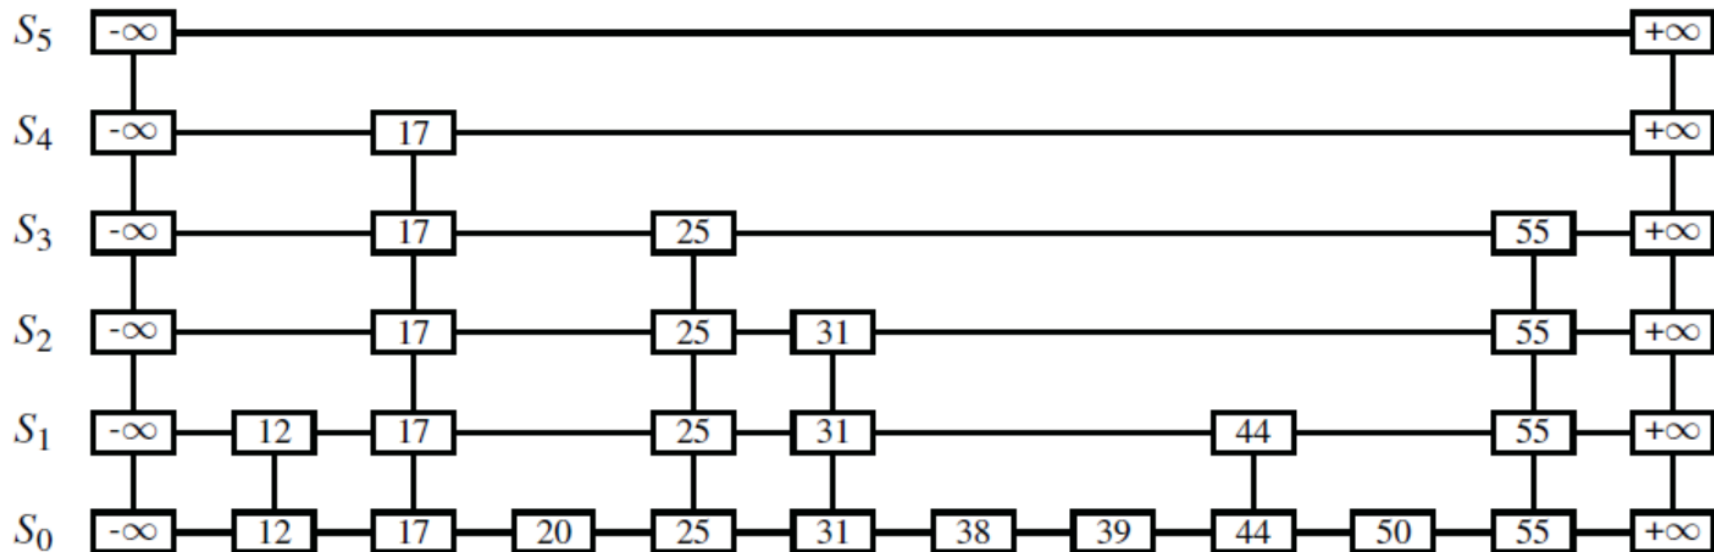 S5 -∞ +∞
S4 -∞ 17 +∞
S3 -∞ 17 25 55 +∞
S2 -∞ 17 25 31 55 +∞
S1 -∞ 12 17 25 31 44 55 +∞
S0 -∞ 12 17 20 25 31 38 39 44 50 55 +∞